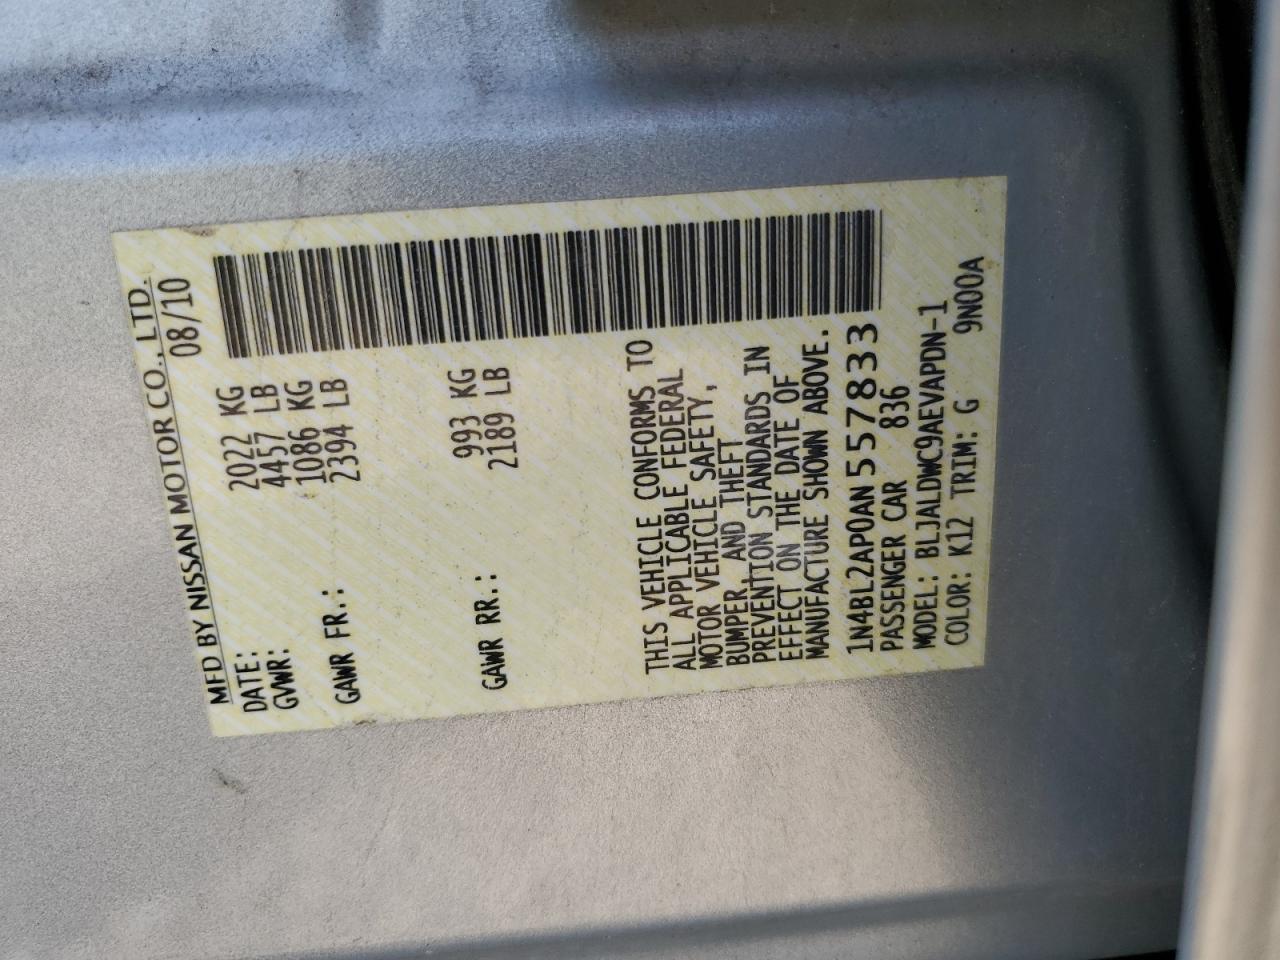 MFD BY NISSAN MOTOR CO., LTD.
DATE: 08/10
GVWR: 2022 KG
4457 LB
GAWR FR.: 1086 KG
2394 LB
GAWR RR.: 993 KG
2189 LB
THIS VEHICLE CONFORMS TO
ALL APPLICABLE FEDERAL
MOTOR VEHICLE SAFETY,
BUMPER, AND THEFT
PREVENTION STANDARDS IN
EFFECT ON THE DATE OF
MANUFACTURE SHOWN ABOVE.
1N4BL2AP0AN557833
PASSENGER CAR 836
MODEL: BLJALDWC9AEVAPDN-1
COLOR: K12 TRIM: G 9N00A